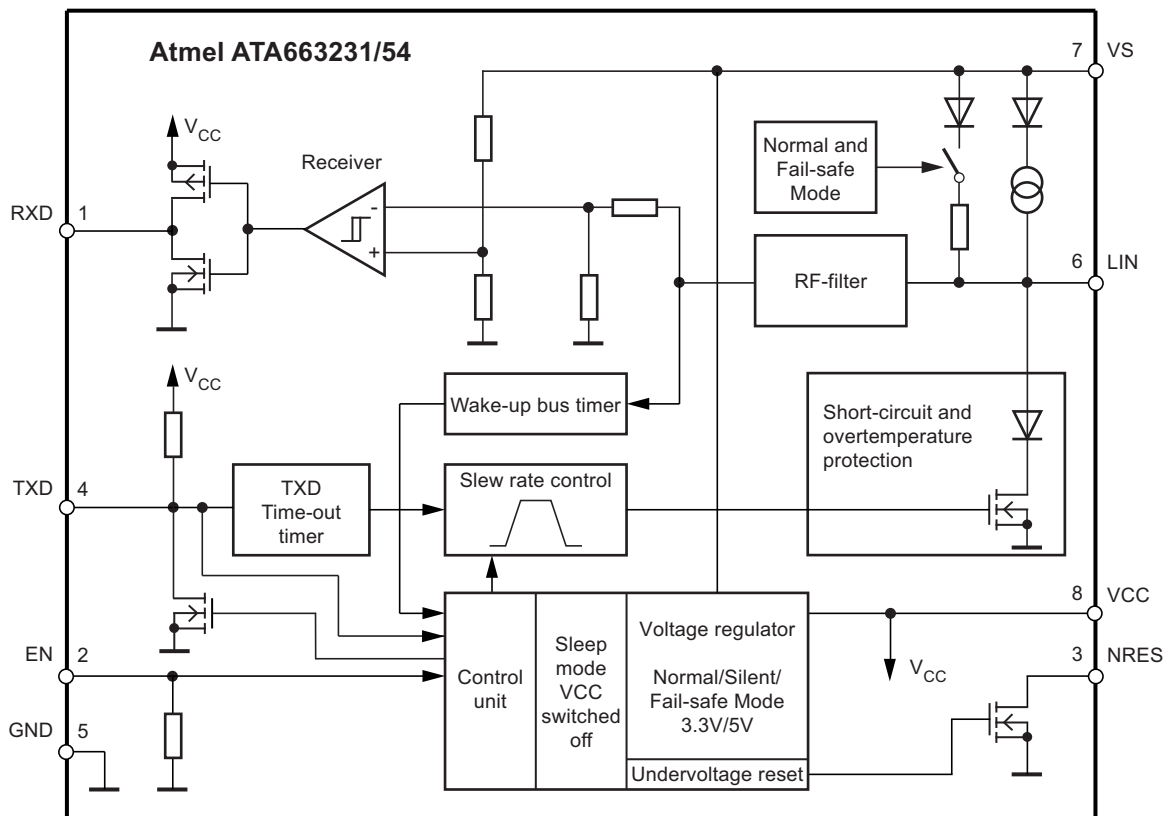 Atmel ATA663231/54
7 VS
VCC
Receiver
Normal and
Fail-safe
Mode
RXD 1
-
+
6 LIN
RF-filter
VCC
Wake-up bus timer
Short-circuit and
overtemperature
protection
TXD 4
TXD
Time-out
timer
Slew rate control
8 VCC
EN 2
Control
unit
Sleep
mode
VCC
switched
off
Voltage regulator
Normal/Silent/
Fail-safe Mode
3.3V/5V
VCC
3 NRES
GND 5
Undervoltage reset